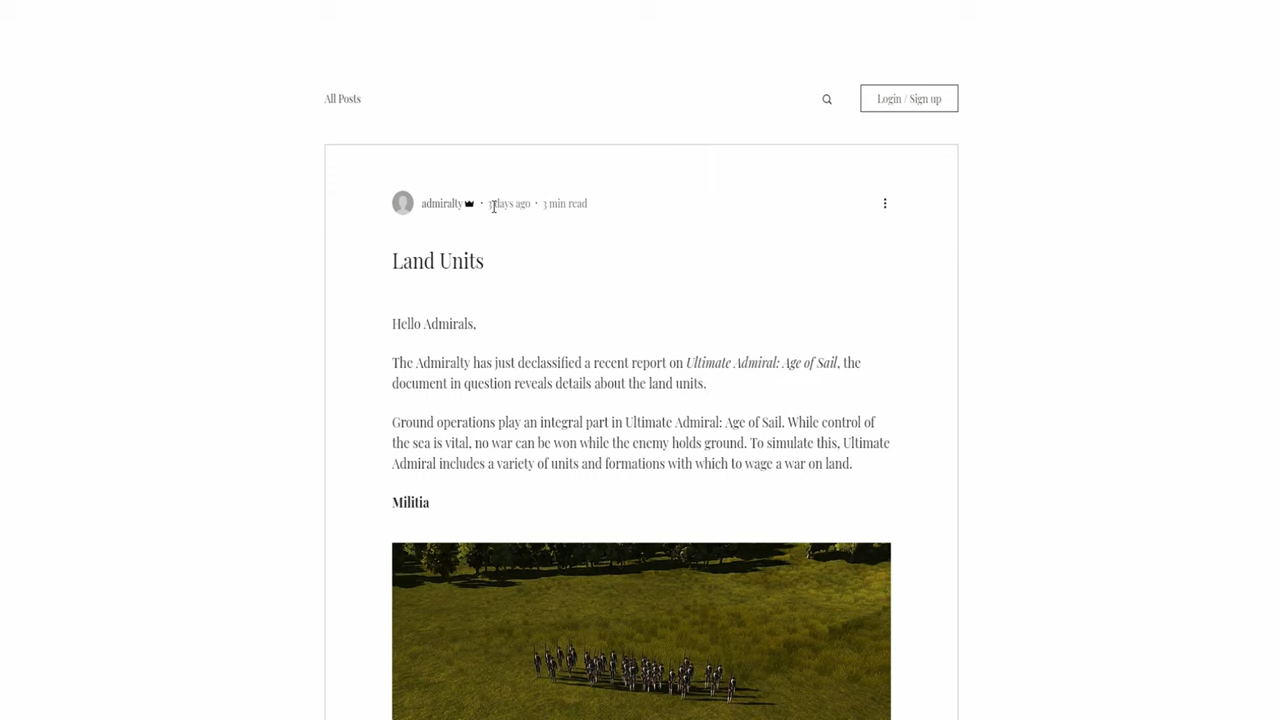 All Posts
Login / Sign up
admiralty · 3 days ago · 3 min read
Land Units
Hello Admirals,
The Admiralty has just declassified a recent report on Ultimate Admiral: Age of Sail, the
document in question reveals details about the land units.
Ground operations play an integral part in Ultimate Admiral: Age of Sail. While control of
the sea is vital, no war can be won while the enemy holds ground. To simulate this, Ultimate
Admiral includes a variety of units and formations with which to wage a war on land.
Militia